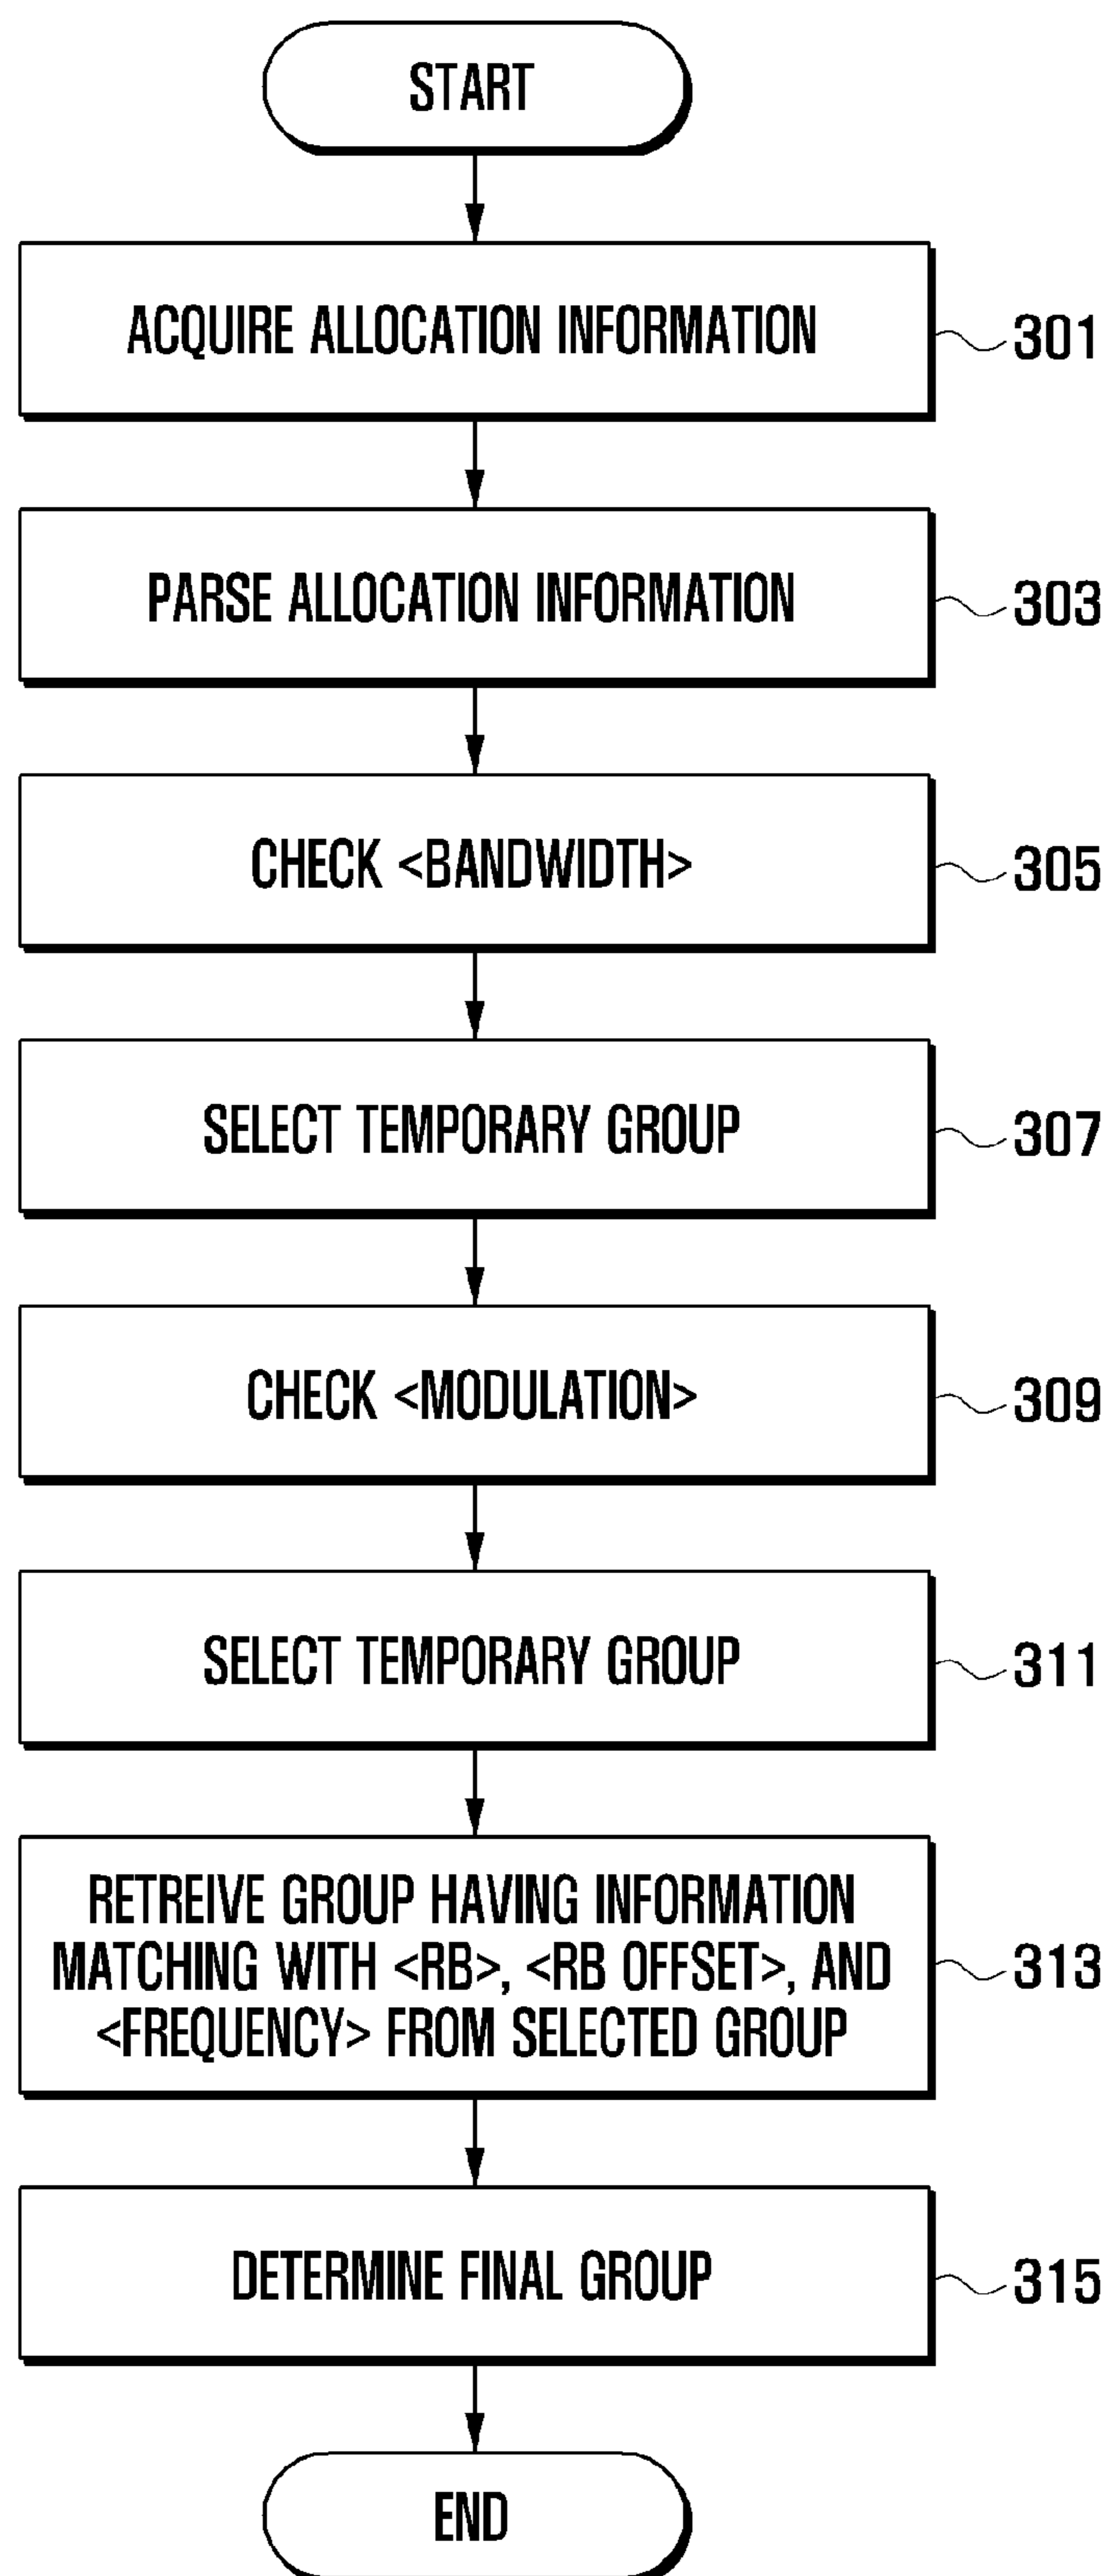 START
ACQUIRE ALLOCATION INFORMATION
301
PARSE ALLOCATION INFORMATION
303
CHECK <BANDWIDTH>
305
SELECT TEMPORARY GROUP
307
CHECK <MODULATION>
309
SELECT TEMPORARY GROUP
311
RETREIVE GROUP HAVING INFORMATION
MATCHING WITH <RB>, <RB OFFSET>, AND
<FREQUENCY> FROM SELECTED GROUP
313
DETERMINE FINAL GROUP
315
END